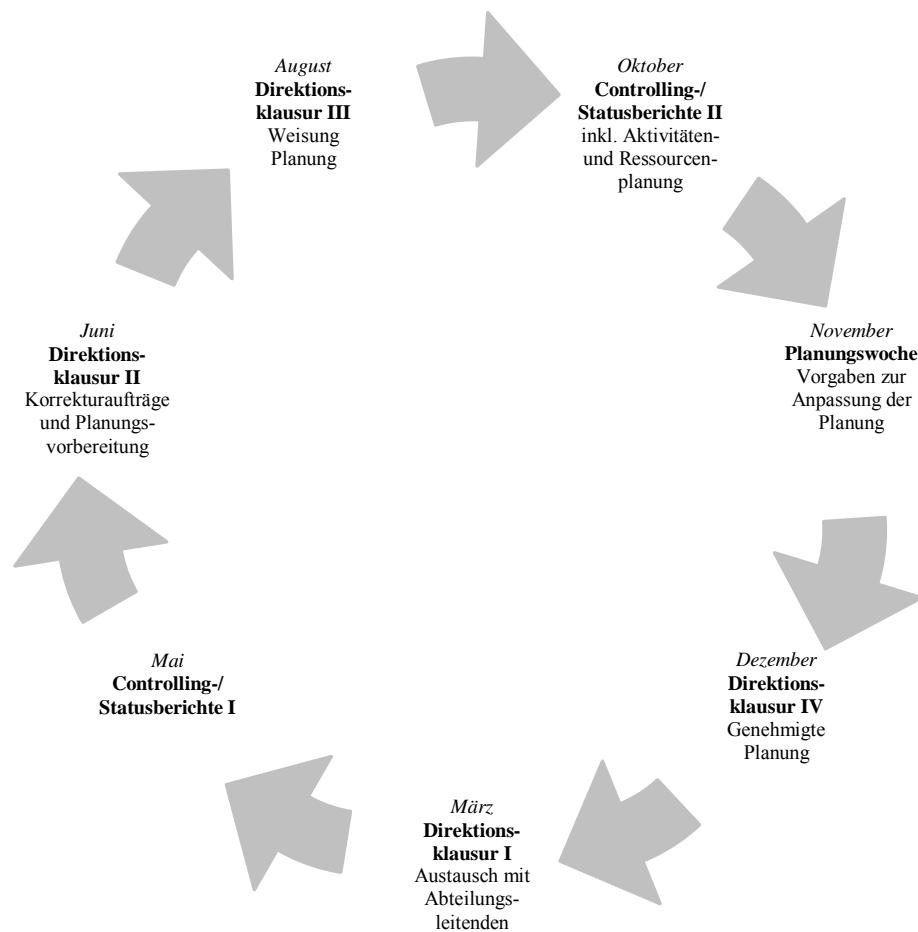 August
Direktions-
klausur III
Weisung
Planung
Oktober
Controlling-/
Statusberichte II
inkl. Aktivitäten-
und Ressourcen-
planung
November
Planungswoche
Vorgaben zur
Anpassung der
Planung
Dezember
Direktions-
klausur IV
Genehmigte
Planung
März
Direktions-
klausur I
Austausch mit
Abteilungs-
leitenden
Mai
Controlling-/
Statusberichte I
Juni
Direktions-
klausur II
Korrekturaufträge
und Planungs-
vorbereitung